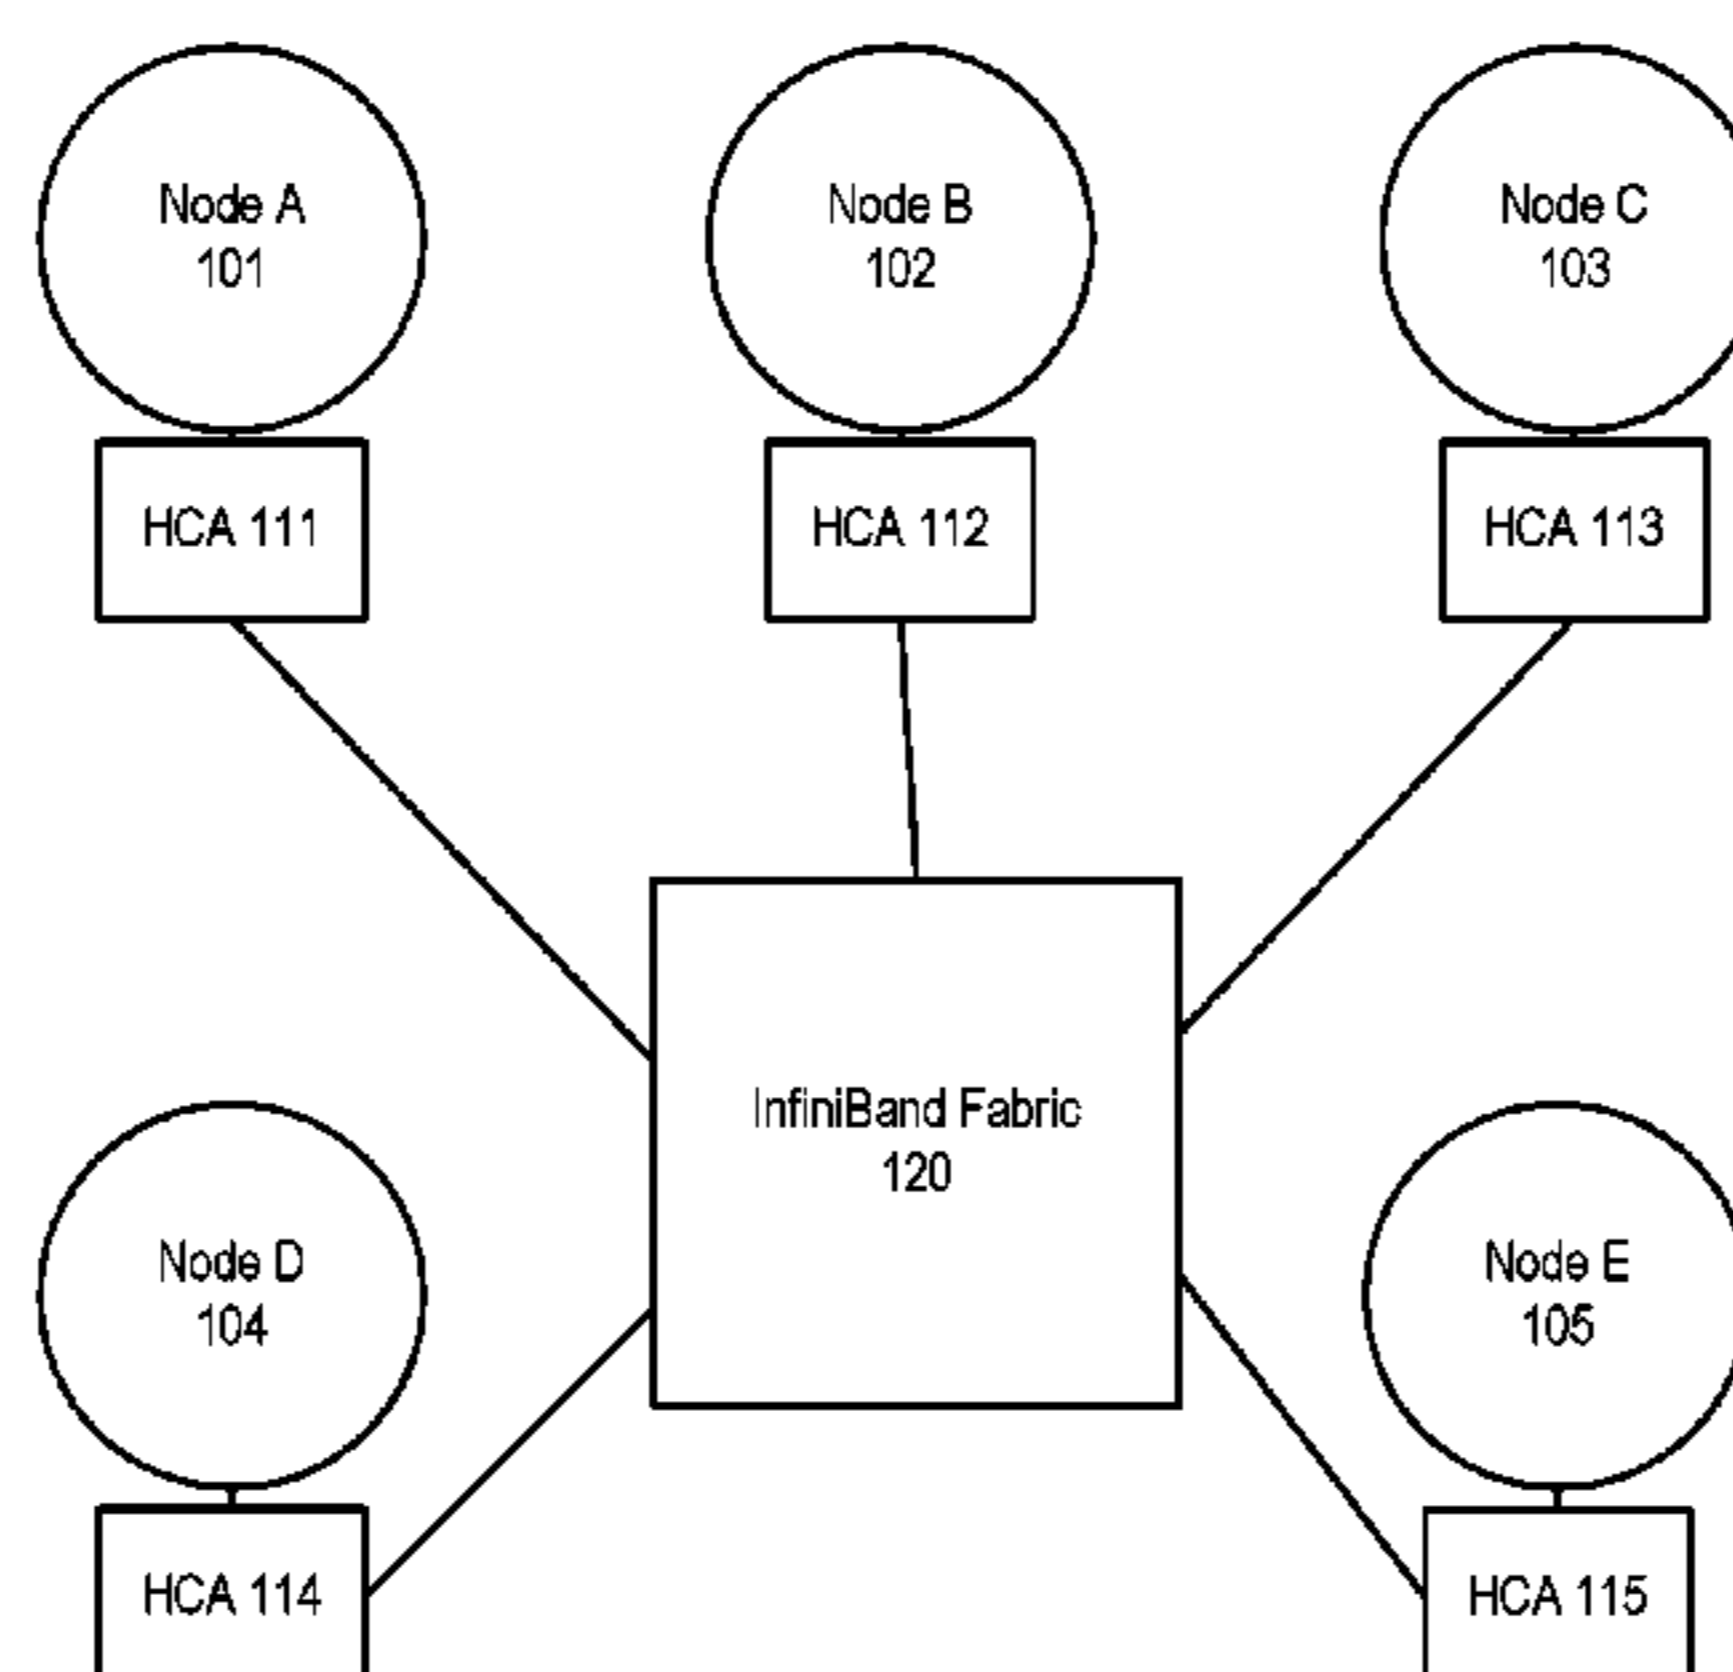 Node A
101
Node B
102
Node C
103
HCA 111
HCA 112
HCA 113
InfiniBand Fabric
120
Node D
104
Node E
105
HCA 114
HCA 115